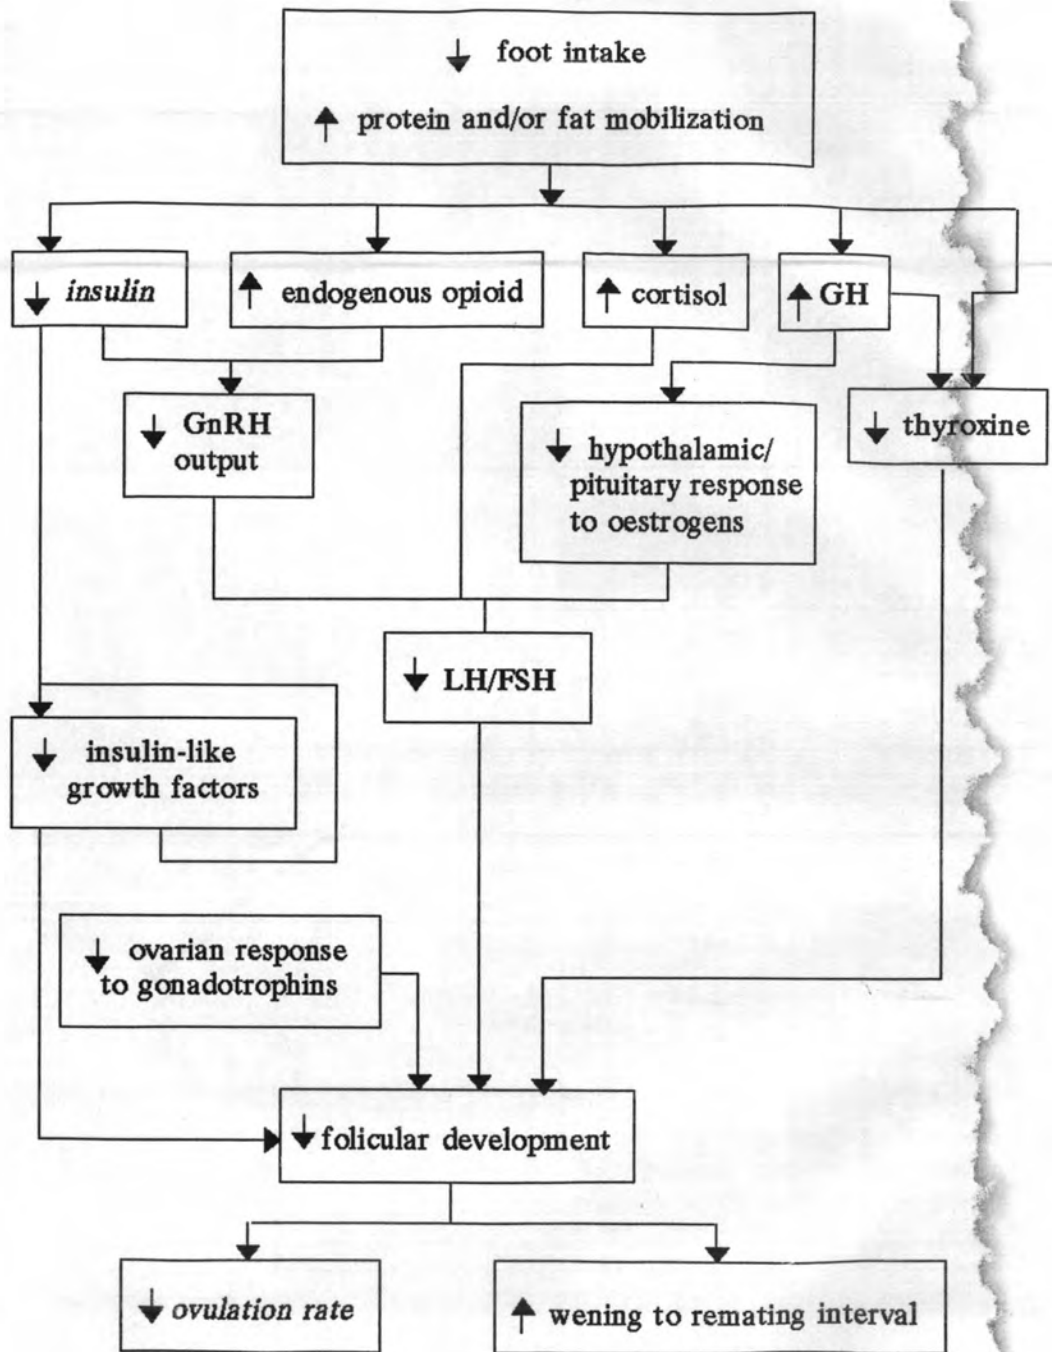 ↓ foot intake
↑ protein and/or fat mobilization
↓ insulin
↑ endogenous opioid
↑ cortisol
↑ GH
↓ GnRH
output
↓ hypothalamic/
pituitary response
to oestrogens
↓ thyroxine
↓ LH/FSH
↓ insulin-like
growth factors
↓ ovarian response
to gonadotrophins
↓ folicular development
↓ ovulation rate
↑ wening to remating interval